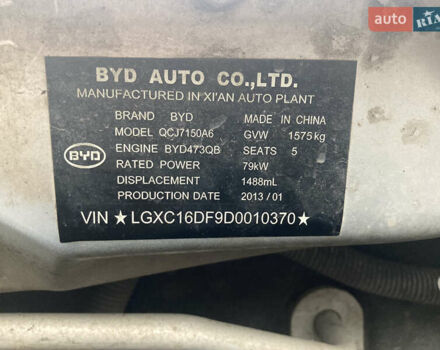 AUTO RIA
BYD AUTO CO.,LTD.
MANUFACTURED IN XI'AN AUTO PLANT
BRAND BYD MADE IN CHINA
MODEL QCJ7150A6 GVW 1575kg
BYD
ENGINE BYD473QB SEATS 5
RATED POWER 79kW
DISPLACEMENT 1488mL
PRODUCTION DATE 2013/01
VIN ★LGXC16DF9D0010370★